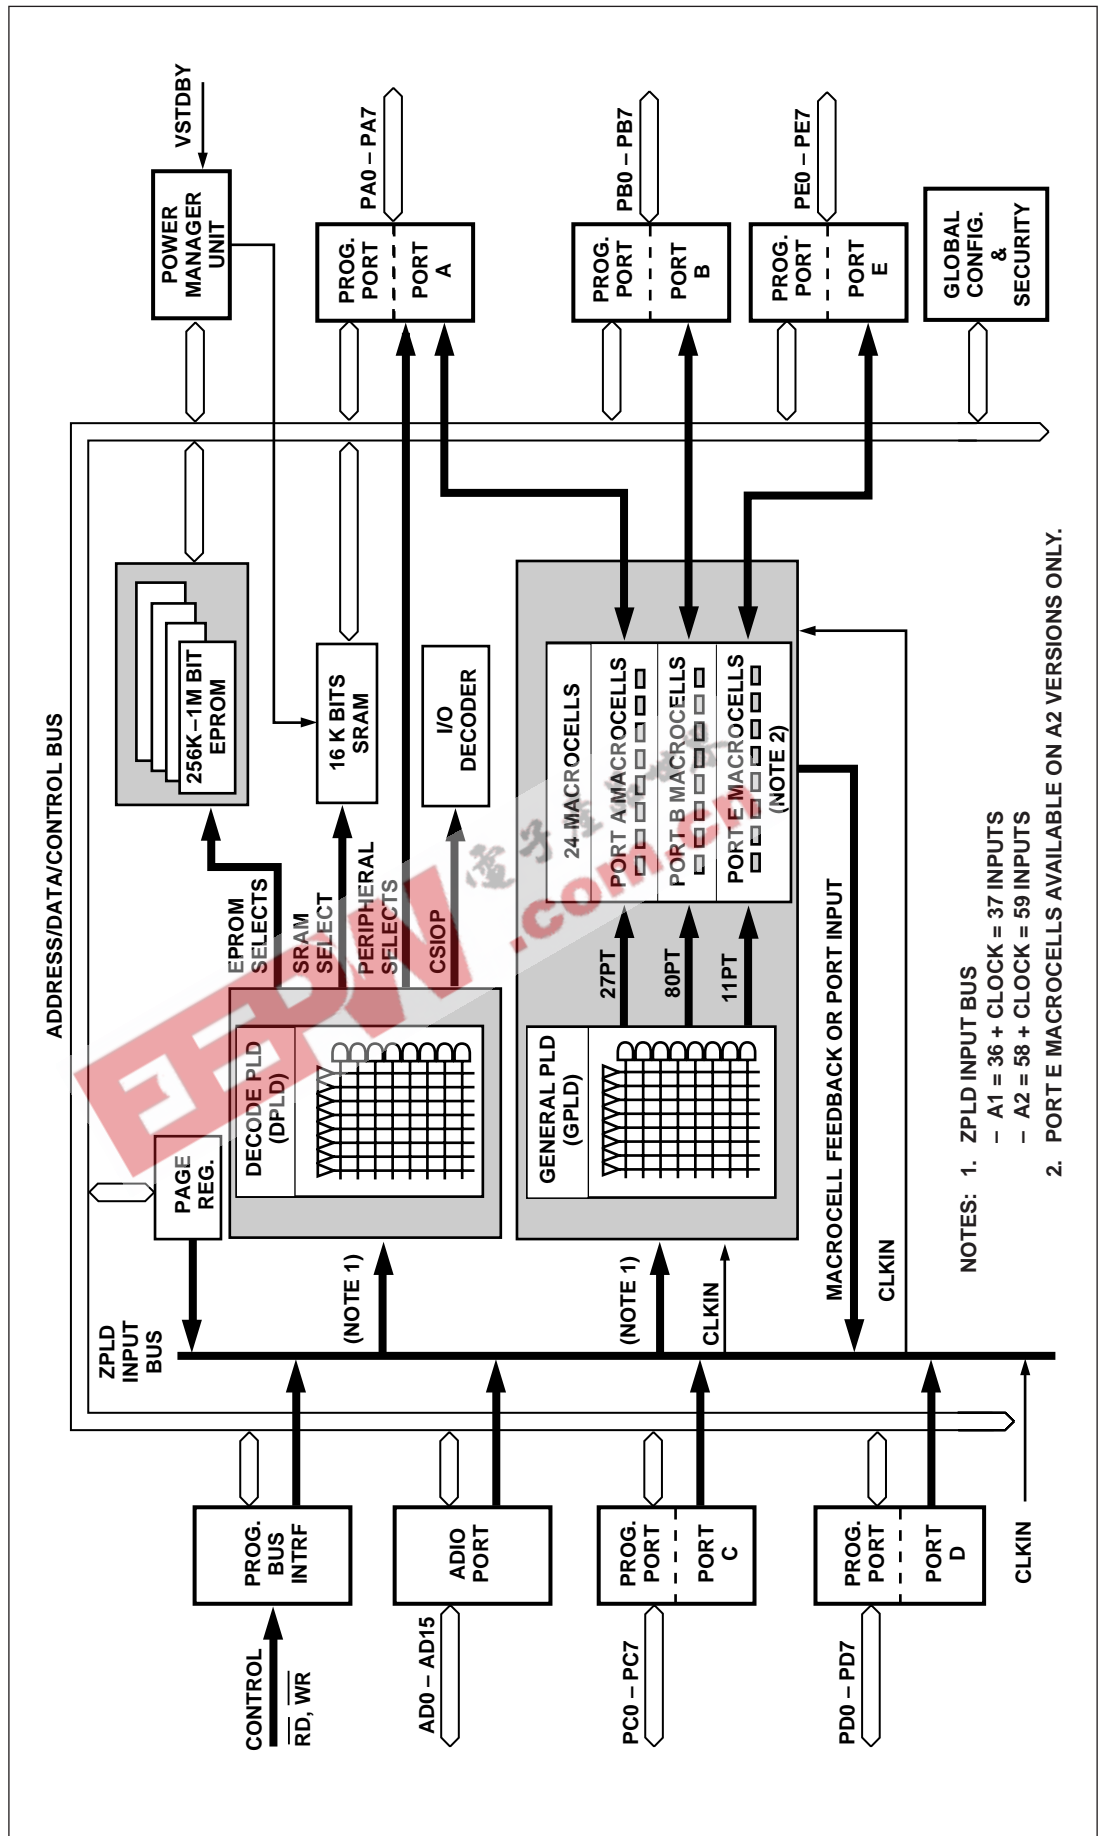 ADDRESS/DATA/CONTROL BUS
CONTROL
RD, WR
PROG.
BUS
INTRF
AD0 – AD15
ADIO
PORT
PC0 – PC7
PROG.
PORT
PORT
C
PD0 – PD7
PROG.
PORT
PORT
D
CLKIN
ZPLD
INPUT
BUS
PAGE
REG.
(NOTE 1)
(NOTE 1)
CLKIN
DECODE PLD
(DPLD)
GENERAL PLD
(GPLD)
EPROM
SELECTS
SRAM
SELECT
PERIPHERAL
SELECTS
CSIOP
27PT
80PT
11PT
256K–1M BIT
EPROM
16 K BITS
SRAM
I/O
DECODER
24 MACROCELLS
PORT A MACROCELLS
PORT B MACROCELLS
PORT E MACROCELLS
(NOTE 2)
MACROCELL FEEDBACK OR PORT INPUT
CLKIN
VSTDBY
POWER
MANAGER
UNIT
PA0 – PA7
PROG.
PORT
PORT
A
PB0 – PB7
PROG.
PORT
PORT
B
PE0 – PE7
PROG.
PORT
PORT
E
GLOBAL
CONFIG.
&
SECURITY
NOTES: 1. ZPLD INPUT BUS
– A1 = 36 + CLOCK = 37 INPUTS
– A2 = 58 + CLOCK = 59 INPUTS
2. PORT E MACROCELLS AVAILABLE ON A2 VERSIONS ONLY.
EEPW
.com.cn